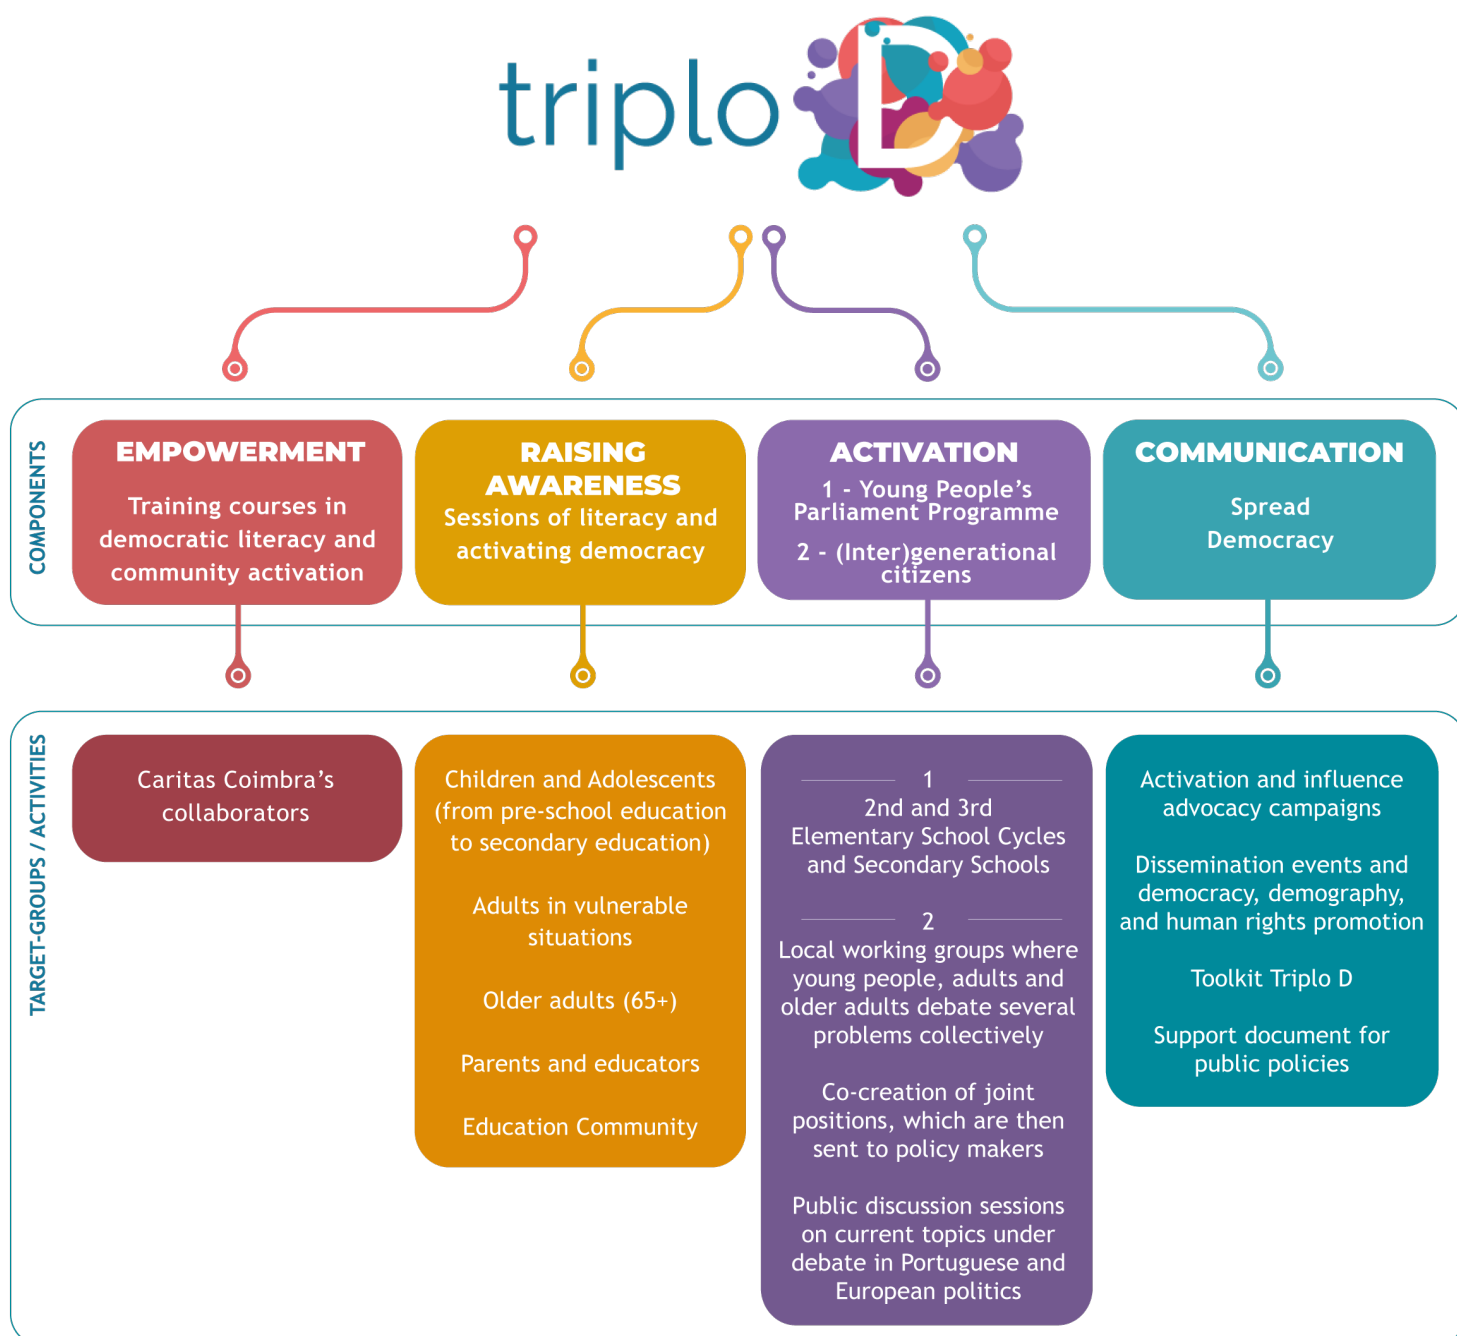 triplo D
COMPONENTS
EMPOWERMENT
Training courses in
democratic literacy and
community activation
RAISING
AWARENESS
Sessions of literacy and
activating democracy
ACTIVATION
1 - Young People’s
Parliament Programme
2 - (Inter)generational
citizens
COMMUNICATION
Spread
Democracy
TARGET-GROUPS / ACTIVITIES
Caritas Coimbra’s
collaborators
Children and Adolescents
(from pre-school education
to secondary education)
Adults in vulnerable
situations
Older adults (65+)
Parents and educators
Education Community
1
2nd and 3rd
Elementary School Cycles
and Secondary Schools
2
Local working groups where
young people, adults and
older adults debate several
problems collectively
Co-creation of joint
positions, which are then
sent to policy makers
Public discussion sessions
on current topics under
debate in Portuguese and
European politics
Activation and influence
advocacy campaigns
Dissemination events and
democracy, demography,
and human rights promotion
Toolkit Triplo D
Support document for
public policies